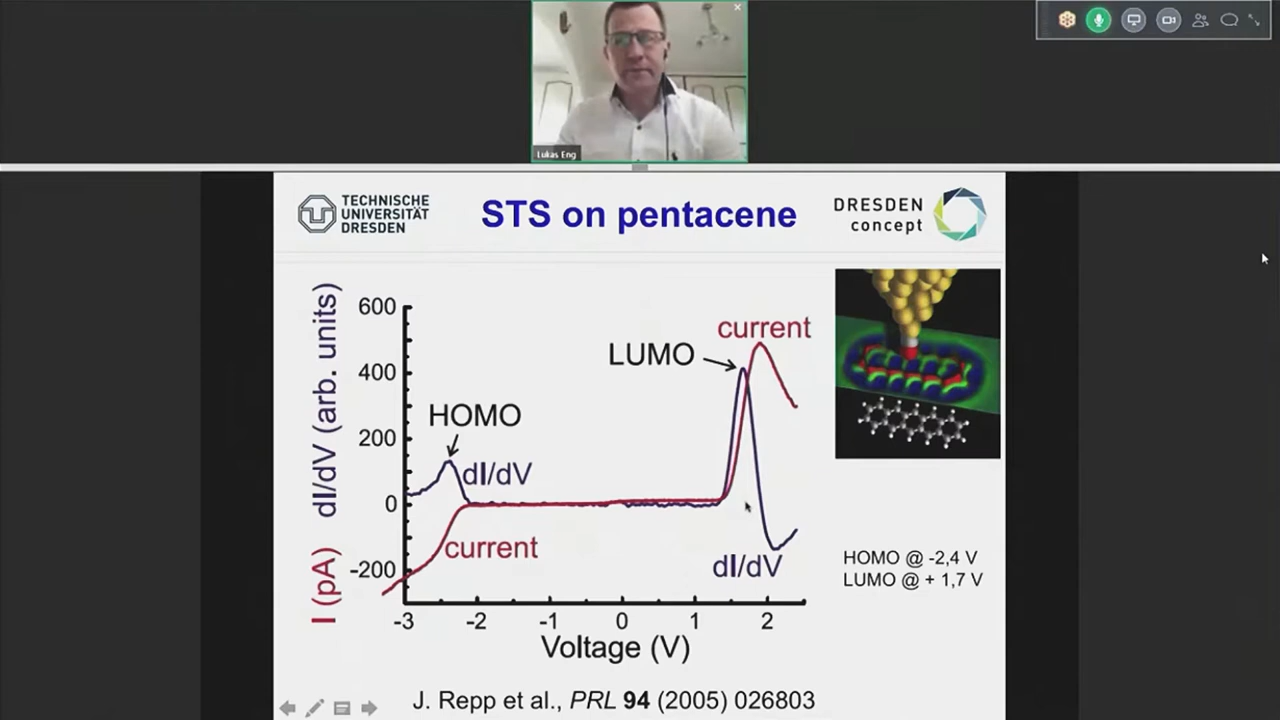 Lukas Eng
TECHNISCHE
UNIVERSITÄT
DRESDEN
STS on pentacene
DRESDEN
concept
I (pA) dI/dV (arb. units)
600
400
200
0
-200
HOMO
dI/dV
current
LUMO
current
dI/dV
-3 -2 -1 0 1 2
Voltage (V)
HOMO @ -2,4 V
LUMO @ + 1,7 V
J. Repp et al., PRL 94 (2005) 026803